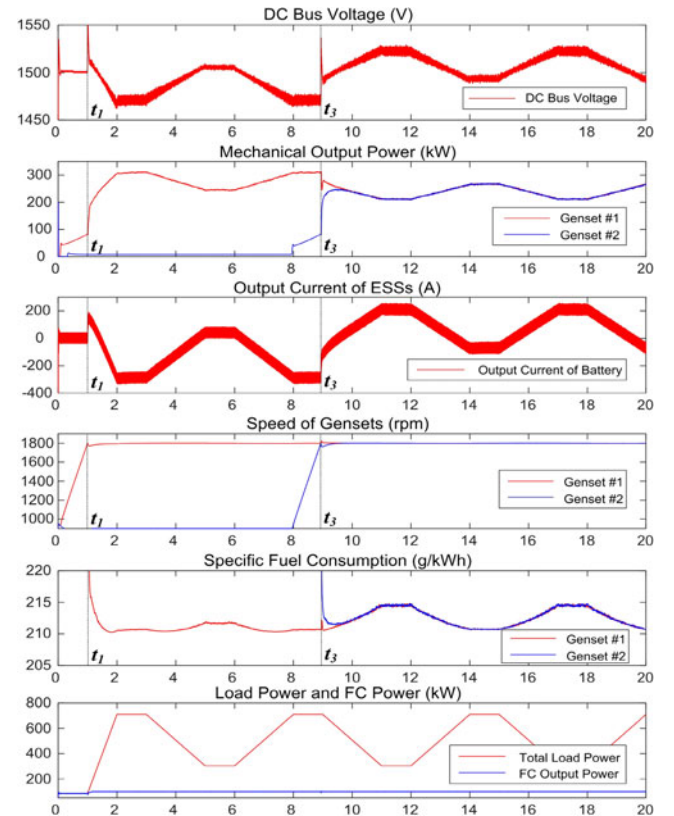 DC Bus Voltage (V)
1550
1500
1450
t1
t3
DC Bus Voltage
0 2 4 6 8 10 12 14 16 18 20
Mechanical Output Power (kW)
300
200
100
0
t1
t3
Genset #1
Genset #2
0 2 4 6 8 10 12 14 16 18 20
Output Current of ESSs (A)
200
0
-200
-400
t1
t3
Output Current of Battery
0 2 4 6 8 10 12 14 16 18 20
Speed of Gensets (rpm)
1800
1600
1400
1200
1000
t1
t3
Genset #1
Genset #2
0 2 4 6 8 10 12 14 16 18 20
Specific Fuel Consumption (g/kWh)
220
215
210
205
t1
t3
Genset #1
Genset #2
0 2 4 6 8 10 12 14 16 18 20
Load Power and FC Power (kW)
800
600
400
200
Total Load Power
FC Output Power
0 2 4 6 8 10 12 14 16 18 20